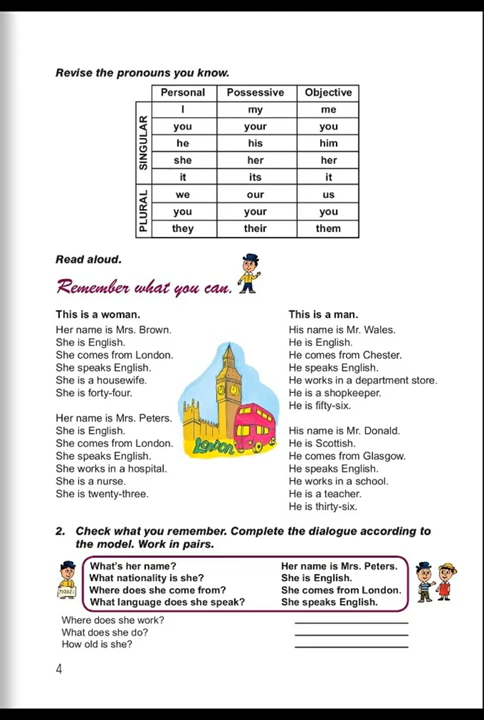 Revise the pronouns you know.
Personal Possessive Objective
SINGULAR
I my me
you your you
he his him
she her her
it its it
PLURAL
we our us
you your you
they their them
Read aloud.
Remember what you can.
This is a woman.
Her name is Mrs. Brown.
She is English.
She comes from London.
She speaks English.
She is a housewife.
She is forty-four.
Her name is Mrs. Peters.
She is English.
She comes from London.
She speaks English.
She works in a hospital.
She is a nurse.
She is twenty-three.
London
This is a man.
His name is Mr. Wales.
He is English.
He comes from Chester.
He speaks English.
He works in a department store.
He is a shopkeeper.
He is fifty-six.
His name is Mr. Donald.
He is Scottish.
He comes from Glasgow.
He speaks English.
He works in a school.
He is a teacher.
He is thirty-six.
2. Check what you remember. Complete the dialogue according to
the model. Work in pairs.
MODEL
What's her name? Her name is Mrs. Peters.
What nationality is she? She is English.
Where does she come from? She comes from London.
What language does she speak? She speaks English.
Where does she work?
What does she do?
How old is she?
4